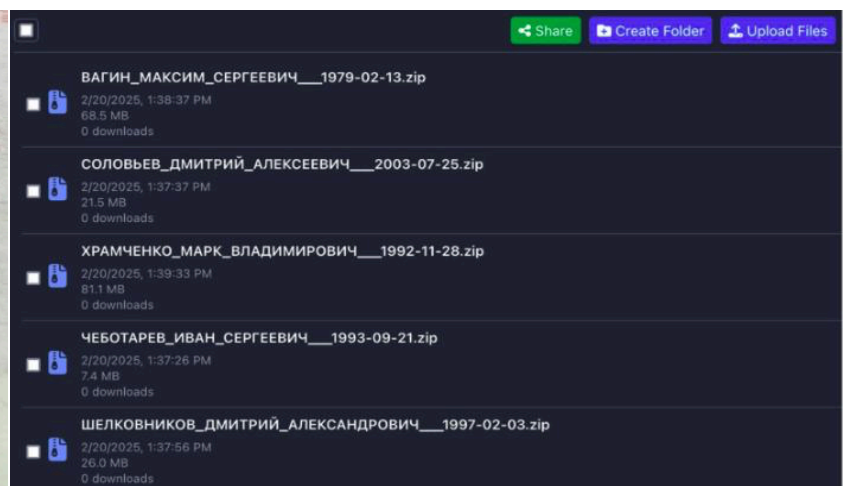 Share Create Folder Upload Files
ВАГИН_МАКСИМ_СЕРГЕЕВИЧ___1979-02-13.zip
2/20/2025, 1:38:37 PM
68.5 MB
0 downloads
СОЛОВЬЕВ_ДМИТРИЙ_АЛЕКСЕЕВИЧ___2003-07-25.zip
2/20/2025, 1:37:37 PM
21.5 MB
0 downloads
ХРАМЧЕНКО_МАРК_ВЛАДИМИРОВИЧ___1992-11-28.zip
2/20/2025, 1:39:33 PM
81.1 MB
0 downloads
ЧЕБОТАРЕВ_ИВАН_СЕРГЕЕВИЧ___1993-09-21.zip
2/20/2025, 1:37:26 PM
7.4 MB
0 downloads
ШЕЛКОВНИКОВ_ДМИТРИЙ_АЛЕКСАНДРОВИЧ___1997-02-03.zip
2/20/2025, 1:37:56 PM
26.0 MB
0 downloads